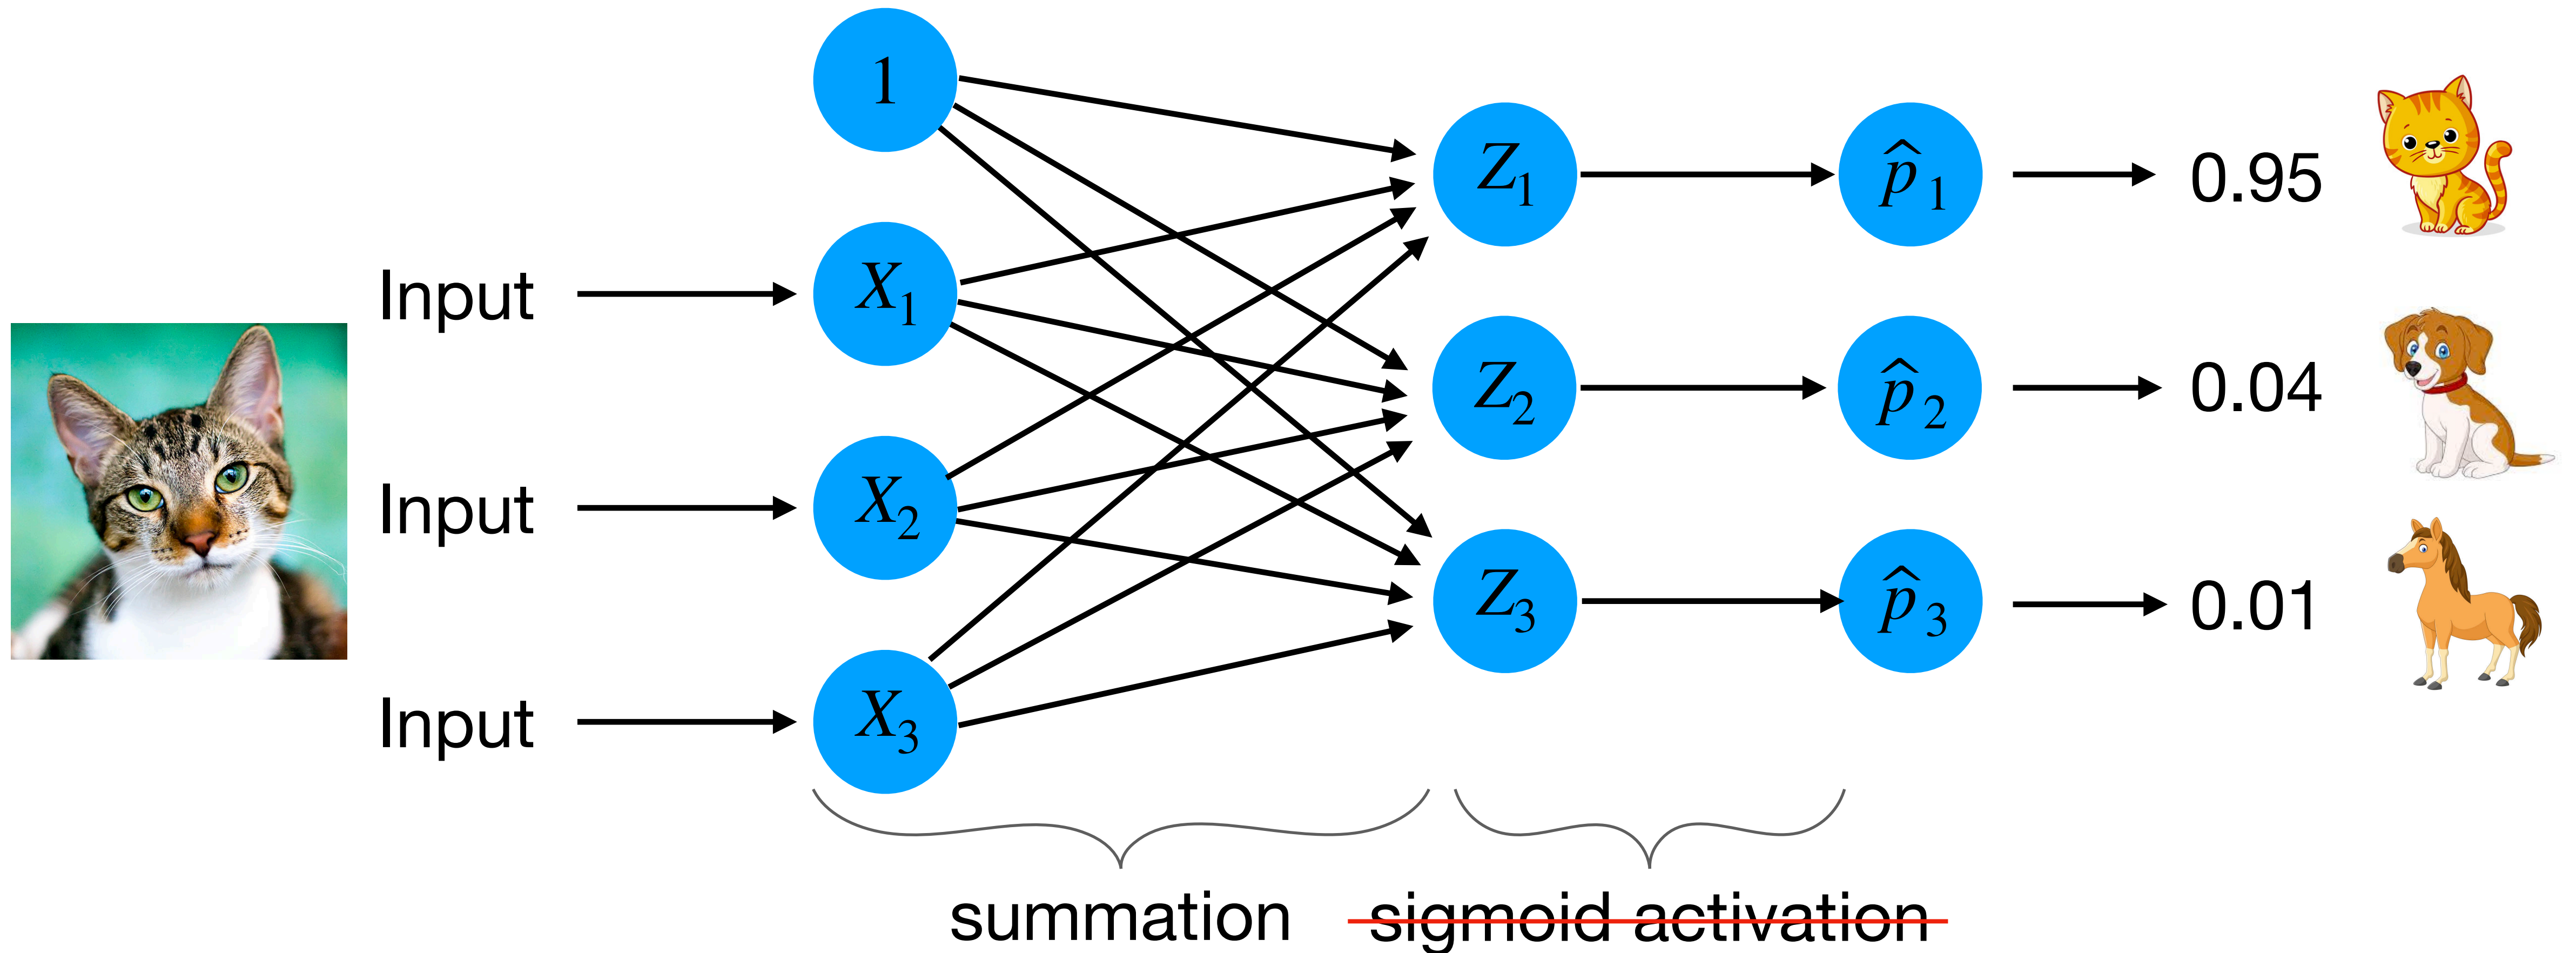 1
Input
X1
Input
X2
Input
X3
Z1
Z2
Z3
p̂1
p̂2
p̂3
0.95
0.04
0.01
summation
sigmoid activation